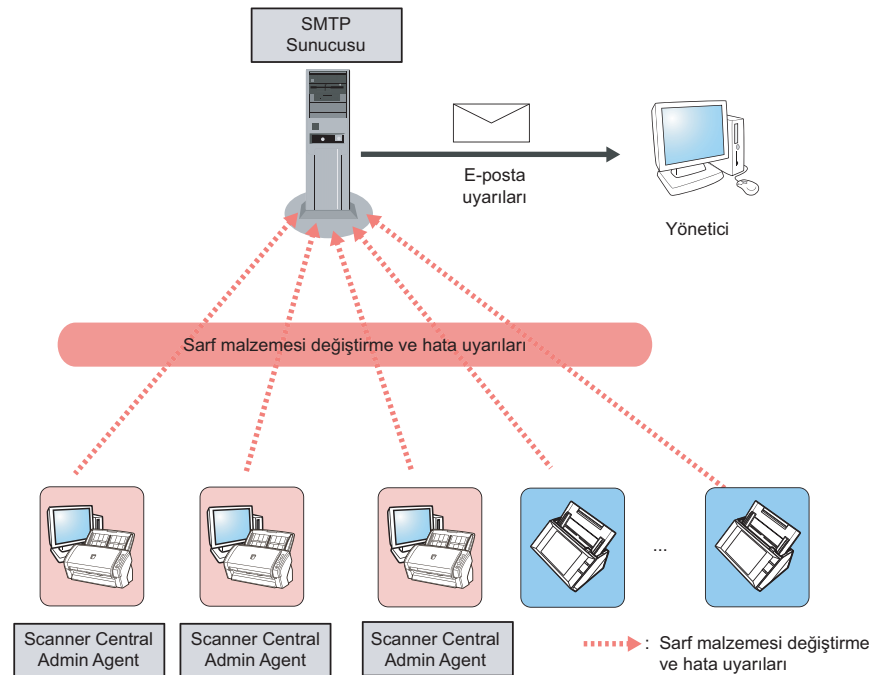 SMTP
Sunucusu
E-posta
uyarıları
Yönetici
Sarf malzemesi değiştirme ve hata uyarıları
...
Scanner Central
Admin Agent
Scanner Central
Admin Agent
Scanner Central
Admin Agent
: Sarf malzemesi değiştirme
ve hata uyarıları